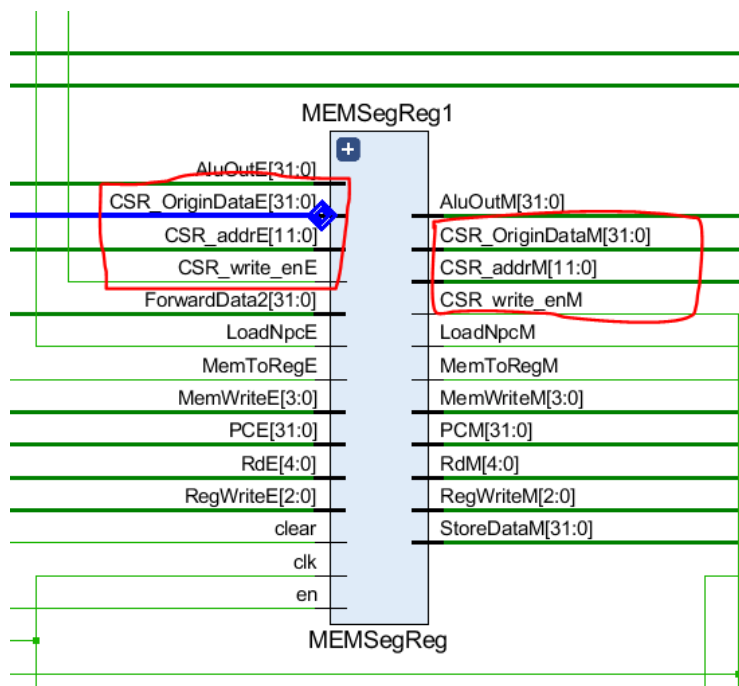 MEMSegReg1
AluOutE[31:0]
CSR_OriginDataE[31:0]
CSR_addrE[11:0]
CSR_write_enE
ForwardData2[31:0]
LoadNpcE
MemToRegE
MemWriteE[3:0]
PCE[31:0]
RdE[4:0]
RegWriteE[2:0]
clear
clk
en
AluOutM[31:0]
CSR_OriginDataM[31:0]
CSR_addrM[11:0]
CSR_write_enM
LoadNpcM
MemToRegM
MemWriteM[3:0]
PCM[31:0]
RdM[4:0]
RegWriteM[2:0]
StoreDataM[31:0]
MEMSegReg